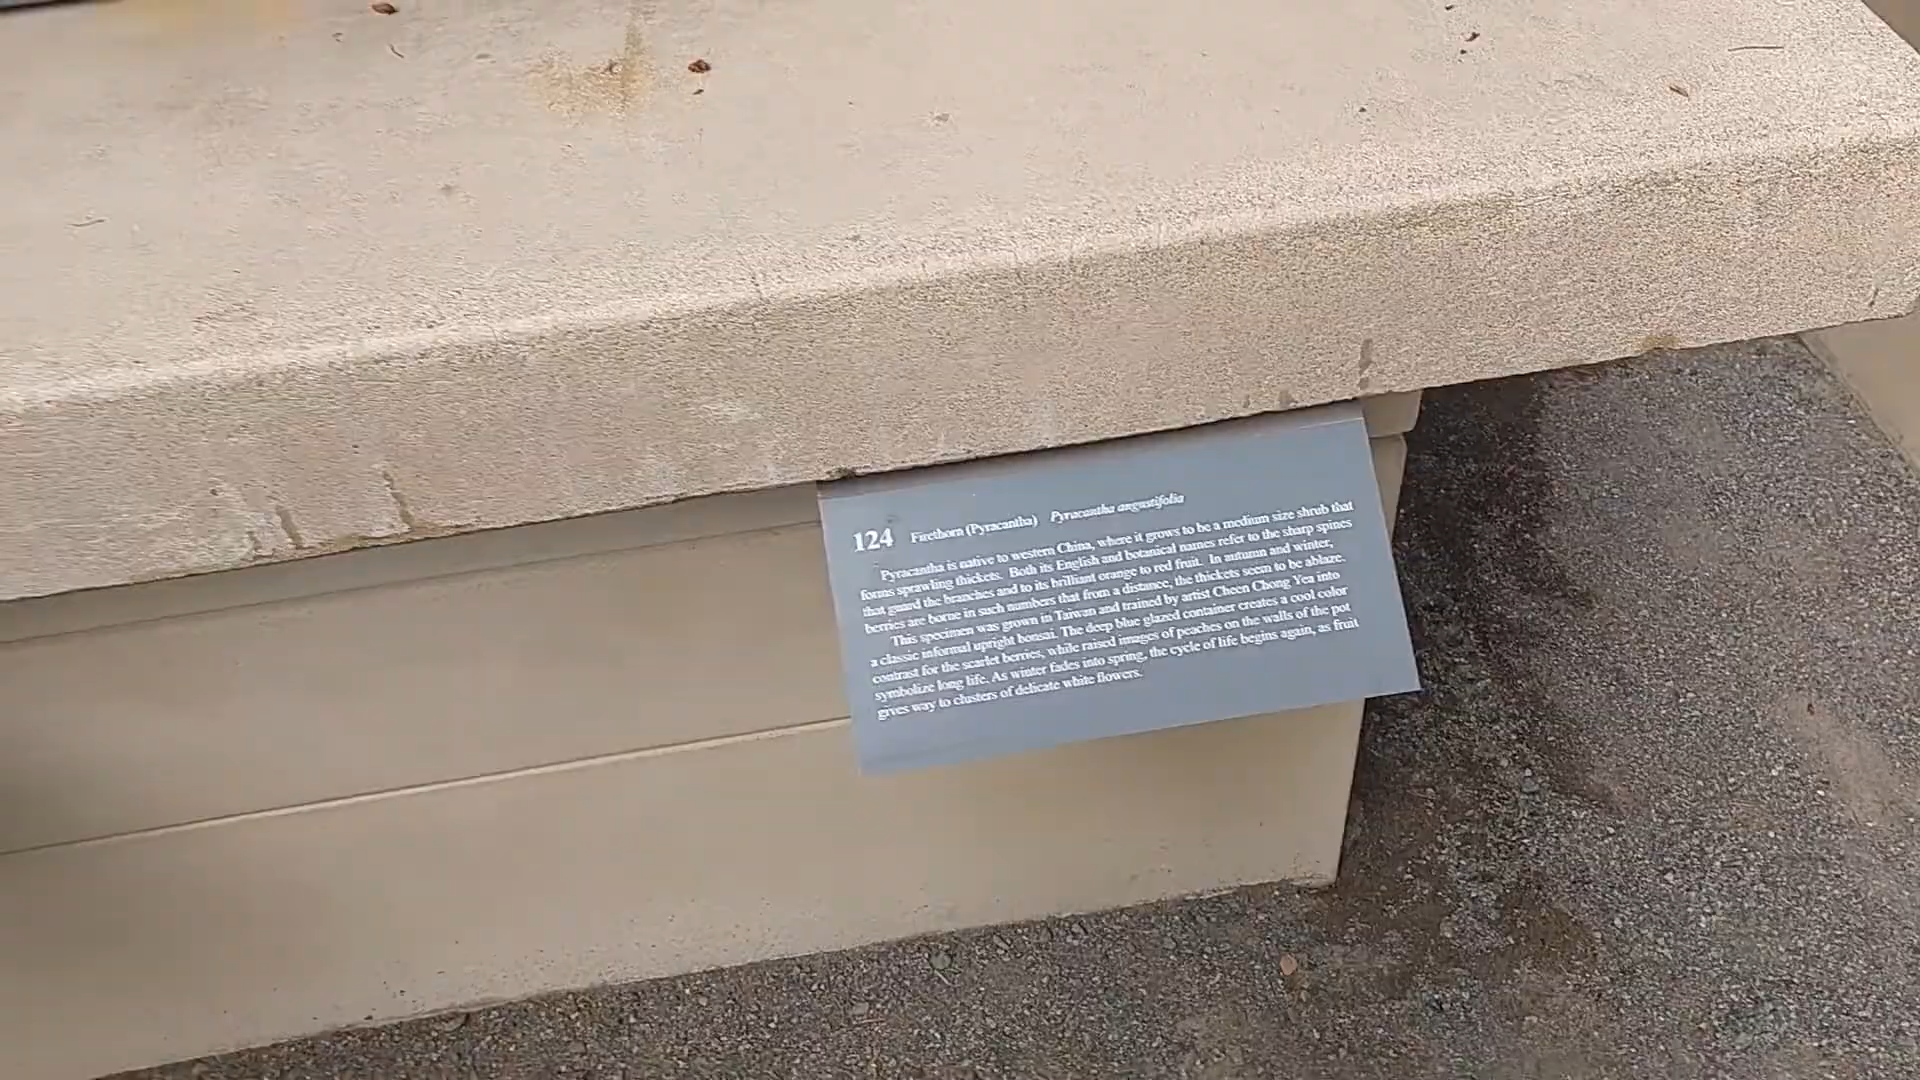 124 Firethorn (Pyracantha) Pyracantha angustifolia
Pyracantha is native to western China, where it grows to be a medium size shrub that
forms sprawling thickets. Both its English and botanical names refer to the sharp spines
that guard the branches and to its brilliant orange to red fruit. In autumn and winter,
berries are borne in such numbers that from a distance, the thickets seem to be ablaze.
This specimen was grown in Taiwan and trained by artist Cheen Chong Yea into
a classic informal upright bonsai. The deep blue glazed container creates a cool color
contrast for the scarlet berries, while raised images of peaches on the walls of the pot
symbolize long life. As winter fades into spring, the cycle of life begins again, as fruit
gives way to clusters of delicate white flowers.